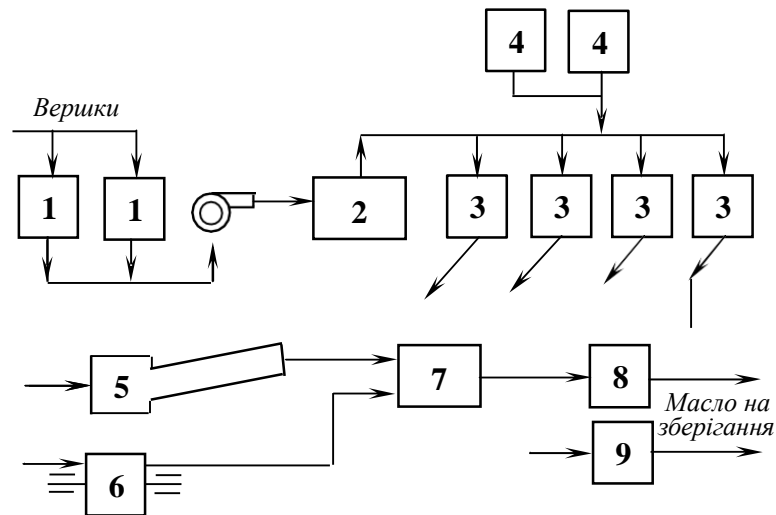 4 4
Вершки
1 1 2 3 3 3 3
5 7 8
Масло на
зберігання
6 9